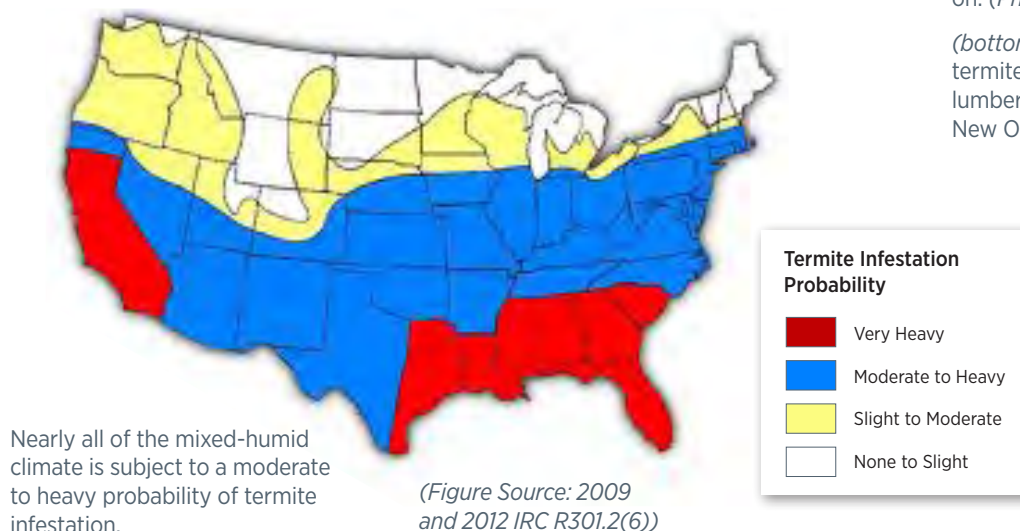 on. (
(bottom
termite
lumber
New O
Termite Infestation
Probability
Very Heavy
Moderate to Heavy
Slight to Moderate
None to Slight
Nearly all of the mixed-humid
climate is subject to a moderate
to heavy probability of termite
infestation.
(Figure Source: 2009
and 2012 IRC R301.2(6))